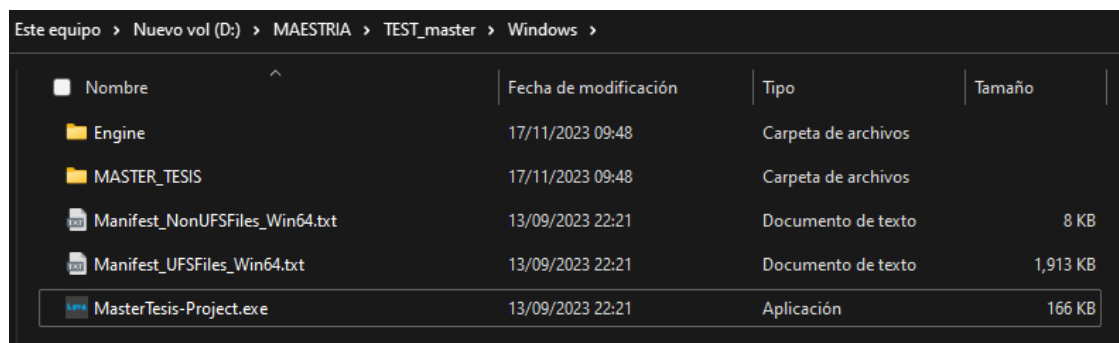 Este equipo > Nuevo vol (D:) > MAESTRIA > TEST_master > Windows >
Nombre Fecha de modificación Tipo Tamaño
Engine 17/11/2023 09:48 Carpeta de archivos
MASTER_TESIS 17/11/2023 09:48 Carpeta de archivos
TXT Manifest_NonUFSFiles_Win64.txt 13/09/2023 22:21 Documento de texto 8 KB
TXT Manifest_UFSFiles_Win64.txt 13/09/2023 22:21 Documento de texto 1,913 KB
Lyra MasterTesis-Project.exe 13/09/2023 22:21 Aplicación 166 KB